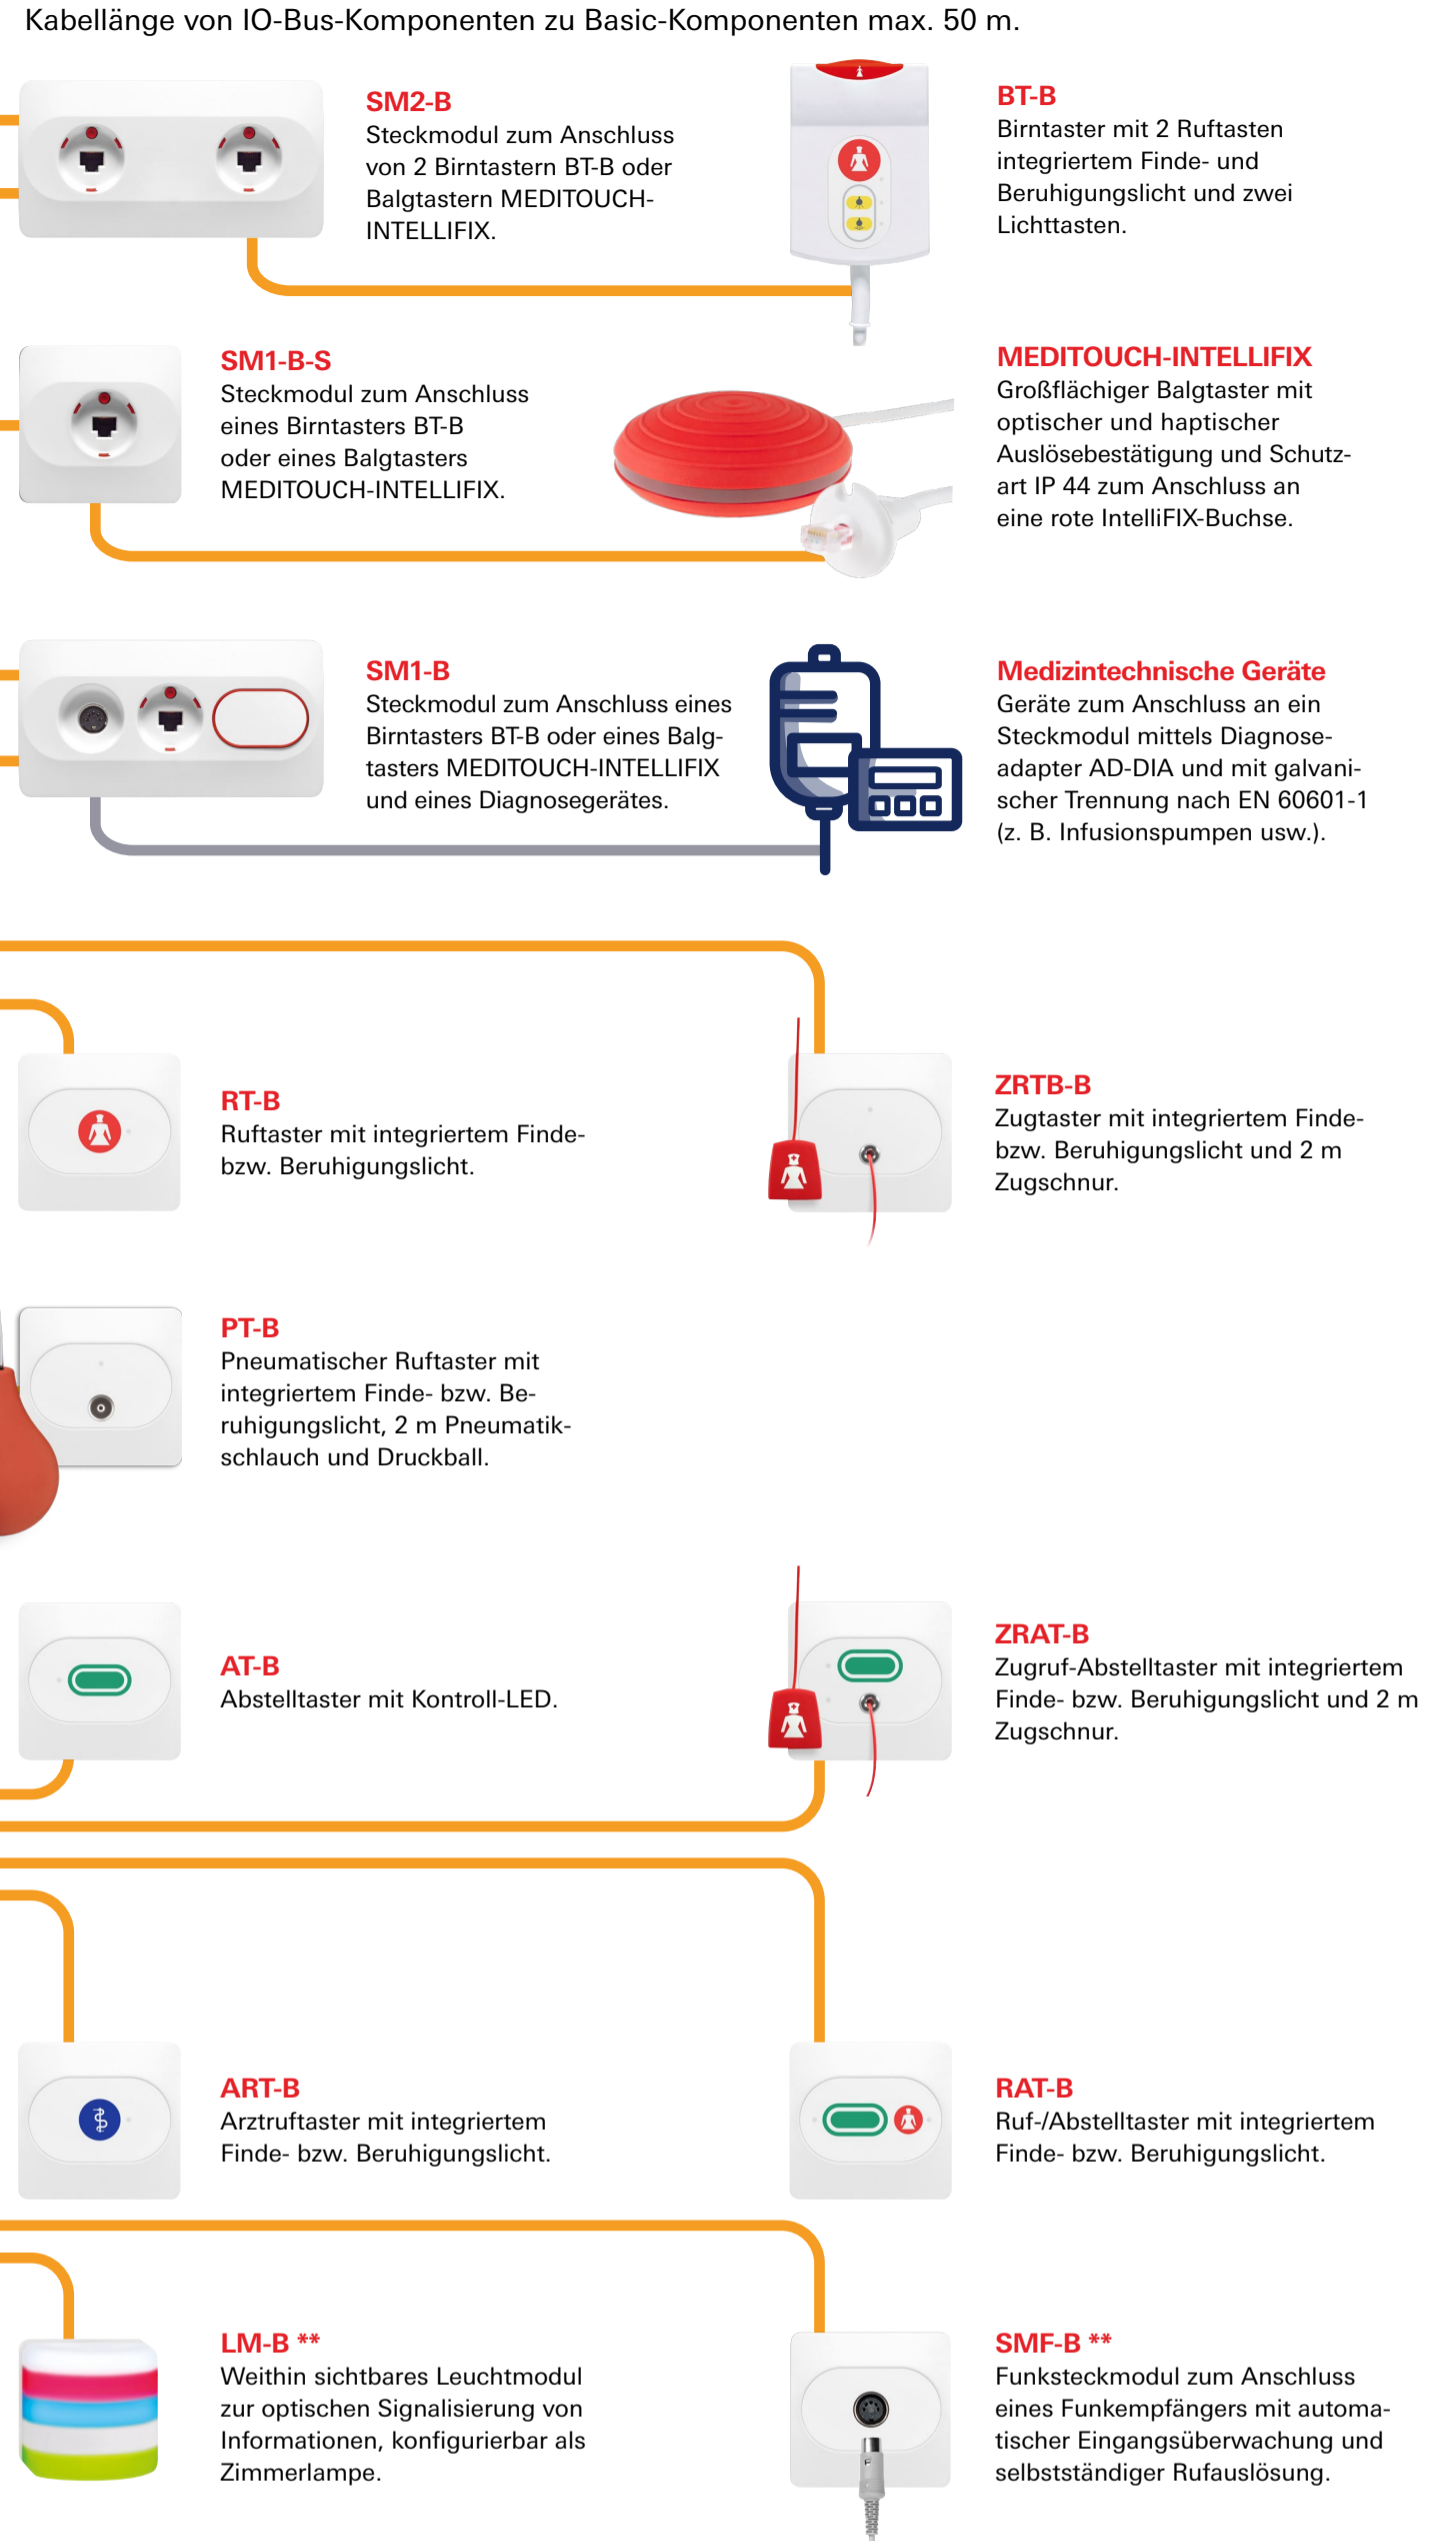 Kabellänge von IO-Bus-Komponenten zu Basic-Komponenten max. 50 m.
SM2-B
Steckmodul zum Anschluss
von 2 Birntastern BT-B oder
Balgtastern MEDITOUCH-
INTELLIFIX.
BT-B
Birntaster mit 2 Ruftasten
integriertem Finde- und
Beruhigungslicht und zwei
Lichttasten.
SM1-B-S
Steckmodul zum Anschluss
eines Birntasters BT-B
oder eines Balgtasters
MEDITOUCH-INTELLIFIX.
MEDITOUCH-INTELLIFIX
Großflächiger Balgtaster mit
optischer und haptischer
Auslösebestätigung und Schutz-
art IP 44 zum Anschluss an
eine rote IntelliFIX-Buchse.
SM1-B
Steckmodul zum Anschluss eines
Birntasters BT-B oder eines Balg-
tasters MEDITOUCH-INTELLIFIX
und eines Diagnosegerätes.
Medizintechnische Geräte
Geräte zum Anschluss an ein
Steckmodul mittels Diagnose-
adapter AD-DIA und mit galvani-
scher Trennung nach EN 60601-1
(z. B. Infusionspumpen usw.).
RT-B
Ruftaster mit integriertem Finde-
bzw. Beruhigungslicht.
ZRTB-B
Zugtaster mit integriertem Finde-
bzw. Beruhigungslicht und 2 m
Zugschnur.
PT-B
Pneumatischer Ruftaster mit
integriertem Finde- bzw. Be-
ruhigungslicht, 2 m Pneumatik-
schlauch und Druckball.
AT-B
Abstelltaster mit Kontroll-LED.
ZRAT-B
Zugruf-Abstelltaster mit integriertem
Finde- bzw. Beruhigungslicht und 2 m
Zugschnur.
ART-B
Arztruftaster mit integriertem
Finde- bzw. Beruhigungslicht.
RAT-B
Ruf-/Abstelltaster mit integriertem
Finde- bzw. Beruhigungslicht.
LM-B **
Weithin sichtbares Leuchtmodul
zur optischen Signalisierung von
Informationen, konfigurierbar als
Zimmerlampe.
SMF-B **
Funksteckmodul zum Anschluss
eines Funkempfängers mit automa-
tischer Eingangsüberwachung und
selbstständiger Rufauslösung.
F